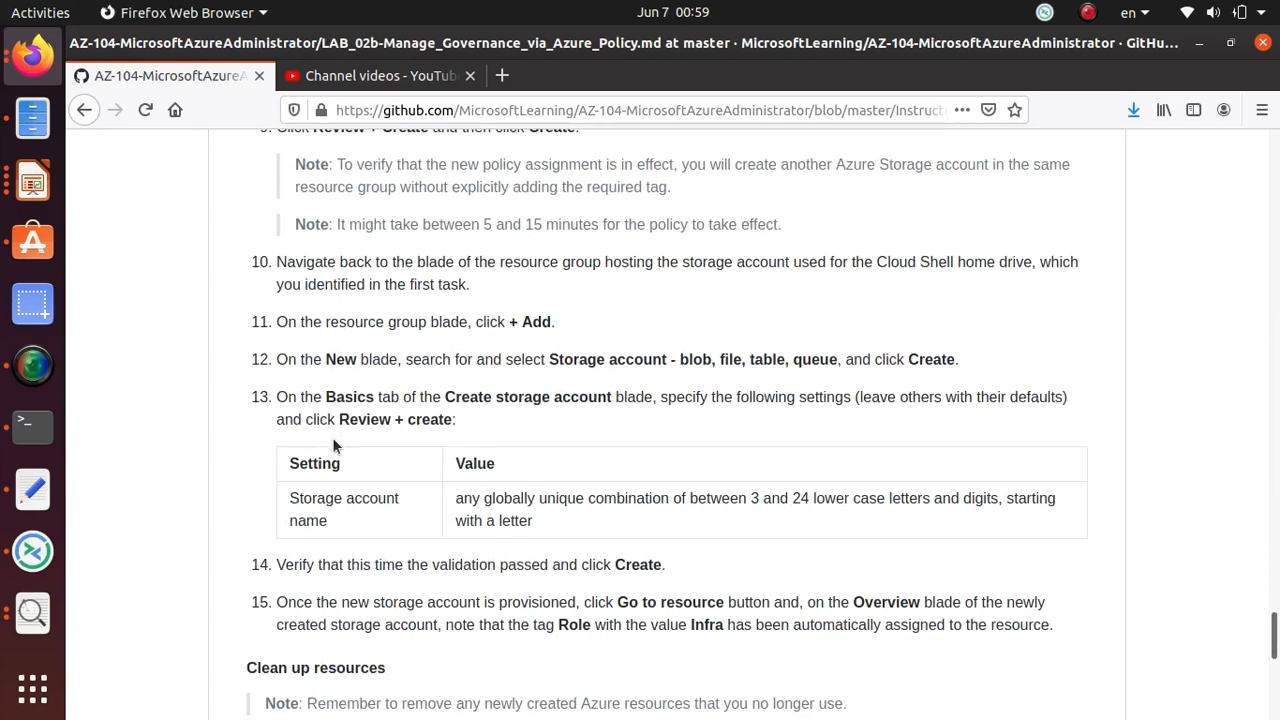 Activities
Firefox Web Browser
Jun 7 00:59
en
AZ-104-MicrosoftAzureAdministrator/LAB_02b-Manage_Governance_via_Azure_Policy.md at master · MicrosoftLearning/AZ-104-MicrosoftAzureAdministrator · GitHu...
AZ-104-MicrosoftAzureA
Channel videos - YouTub
https://github.com/MicrosoftLearning/AZ-104-MicrosoftAzureAdministrator/blob/master/Instruct
9. Click Review + Create and then click Create.
Note: To verify that the new policy assignment is in effect, you will create another Azure Storage account in the same
resource group without explicitly adding the required tag.
Note: It might take between 5 and 15 minutes for the policy to take effect.
10. Navigate back to the blade of the resource group hosting the storage account used for the Cloud Shell home drive, which
you identified in the first task.
11. On the resource group blade, click + Add.
12. On the New blade, search for and select Storage account - blob, file, table, queue, and click Create.
13. On the Basics tab of the Create storage account blade, specify the following settings (leave others with their defaults)
and click Review + create:
Setting Value
Storage account any globally unique combination of between 3 and 24 lower case letters and digits, starting
name with a letter
14. Verify that this time the validation passed and click Create.
15. Once the new storage account is provisioned, click Go to resource button and, on the Overview blade of the newly
created storage account, note that the tag Role with the value Infra has been automatically assigned to the resource.
Clean up resources
Note: Remember to remove any newly created Azure resources that you no longer use.